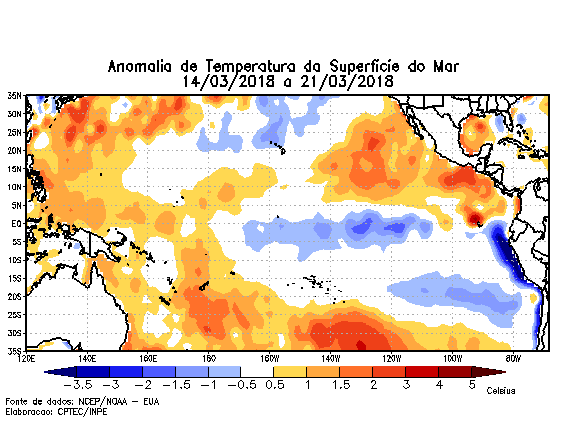 Anomalia de Temperatura da Superfície do Mar
14/03/2018 a 21/03/2018
35N
30N
25N
20N
15N
10N
5N
EQ
5S
10S
15S
20S
25S
30S
35S
120E 140E 160E 180 160W 140W 120W 100W 80W
−3.5 −3 −2 −1.5 −1 −0.5 0.5 1 1.5 2 3 4 5
Celsius
Fonte de dados: NCEP/NOAA − EUA
Elaboracao: CPTEC/INPE